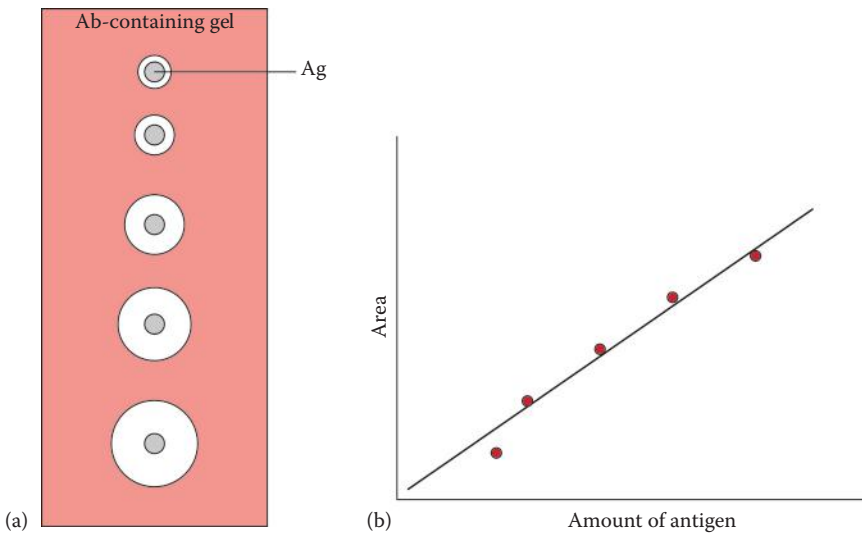 Ab-containing gel
Ag
(a)
Area
(b)
Amount of antigen